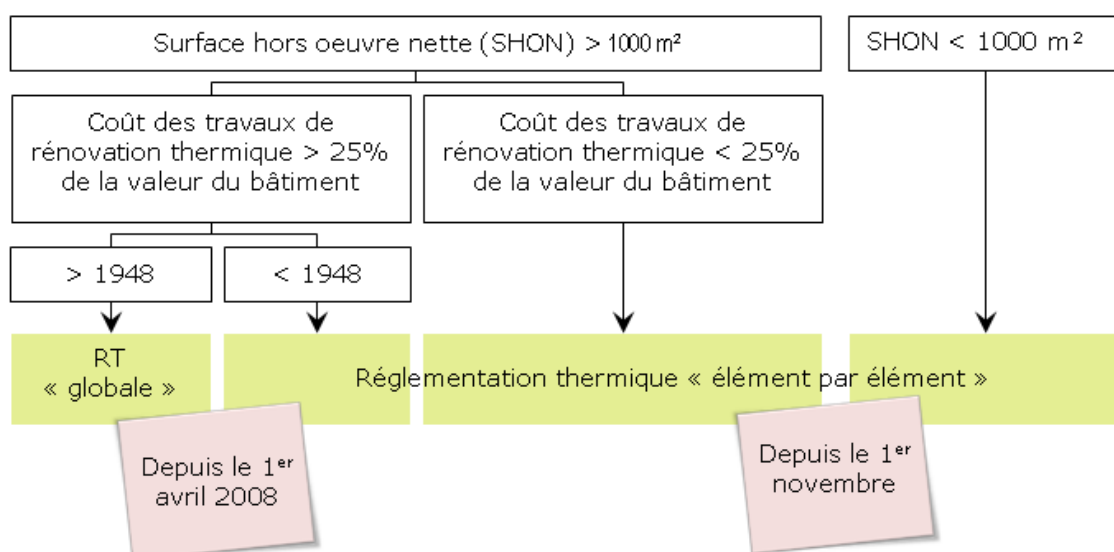 Surface hors oeuvre nette (SHON) > 1000 m²
SHON < 1000 m²
Coût des travaux de
rénovation thermique > 25%
de la valeur du bâtiment
Coût des travaux de
rénovation thermique < 25%
de la valeur du bâtiment
> 1948
< 1948
RT
« globale »
Réglementation thermique « élément par élément »
Depuis le 1er
avril 2008
Depuis le 1er
novembre